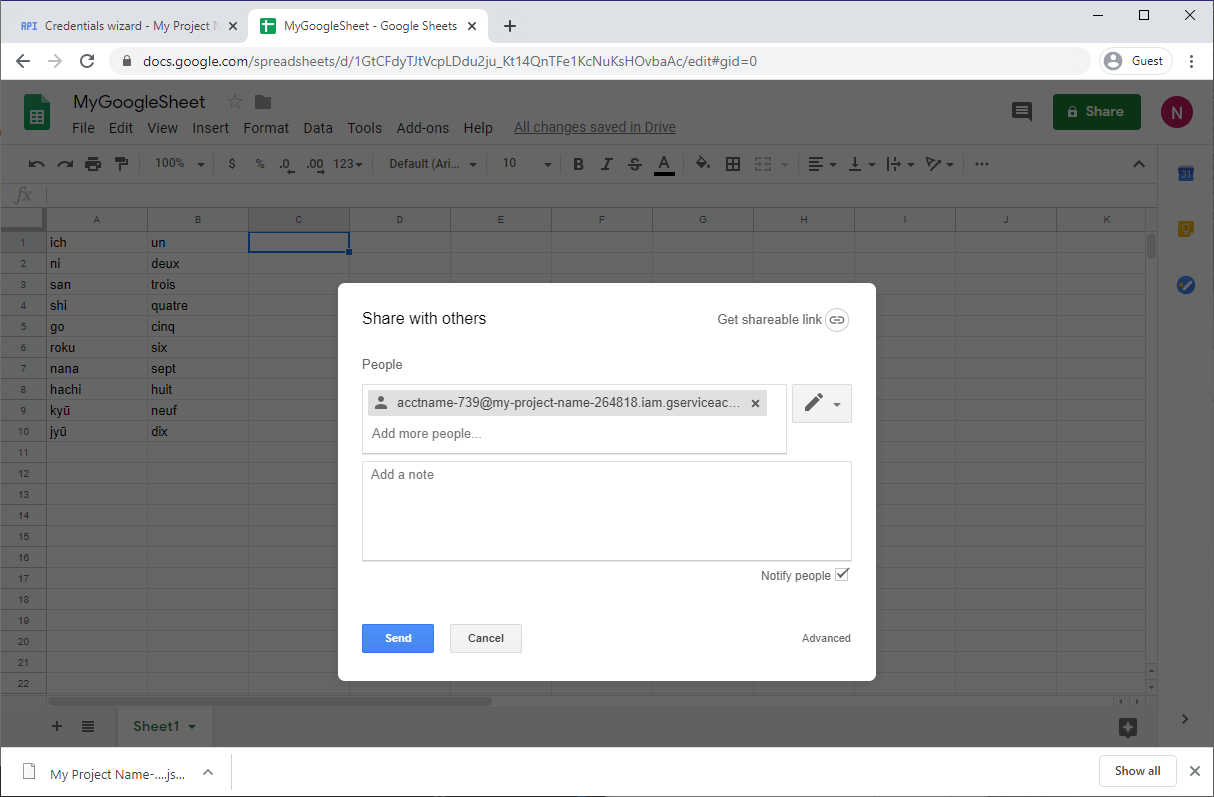 API Credentials wizard - My Project N
MyGoogleSheet - Google Sheets
docs.google.com/spreadsheets/d/1GtCFdyTJtVcpLDdu2ju_Kt14QnTFe1KcNuKsHOvbaAc/edit#gid=0
Guest
MyGoogleSheet
File Edit View Insert Format Data Tools Add-ons Help All changes saved in Drive
Share
N
100% $ % .0 .00 123 Default (Ari... 10 B I S A
31
fx
A B C D E F G H I J K
1 ich un
2 ni deux
3 san trois
4 shi quatre
5 go cinq
6 roku six
7 nana sept
8 hachi huit
9 kyū neuf
10 jyū dix
11
12
13
14
15
16
17
18
19
20
21
22
Share with others
Get shareable link
People
acctname-739@my-project-name-264818.iam.gserviceac...
Add more people...
Add a note
Notify people
Send Cancel Advanced
Sheet1
My Project Name-....js...
Show all